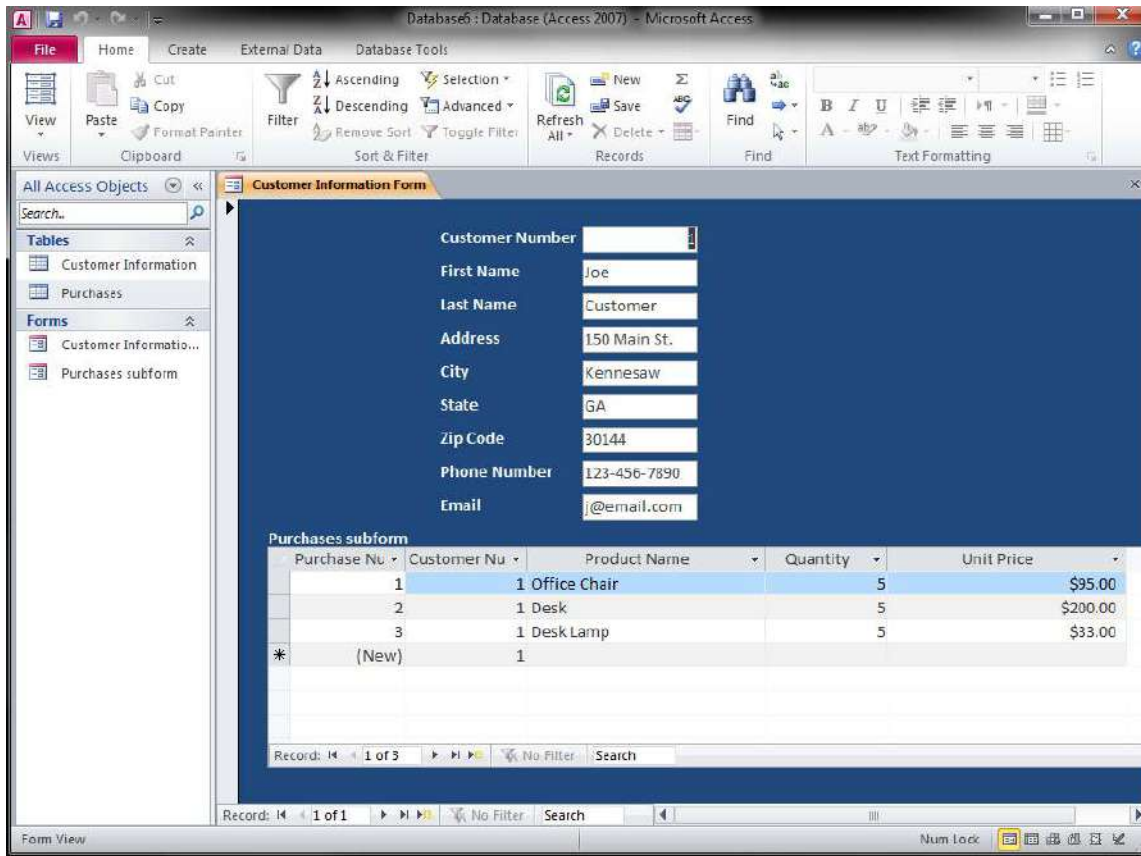 Database6 : Database (Access 2007) - Microsoft Access
File Home Create External Data Database Tools
View
Paste
Cut
Copy
Format Painter
Filter
Ascending
Descending
Remove Sort
Selection
Advanced
Toggle Filter
Refresh All
New
Save
Delete
Find
Views Clipboard Sort & Filter Records Find Text Formatting
All Access Objects
Customer Information Form
Search..
Tables
Customer Information
Purchases
Forms
Customer Informatio...
Purchases subform
Customer Number 1
First Name Joe
Last Name Customer
Address 150 Main St.
City Kennesaw
State GA
Zip Code 30144
Phone Number 123-456-7890
Email j@email.com
Purchases subform
Purchase Nu Customer Nu Product Name Quantity Unit Price
1 1 Office Chair 5 $95.00
2 1 Desk 5 $200.00
3 1 Desk Lamp 5 $33.00
(New) 1
Record: 1 of 3 No Filter Search
Record: 1 of 1 No Filter Search
Form View Num Lock